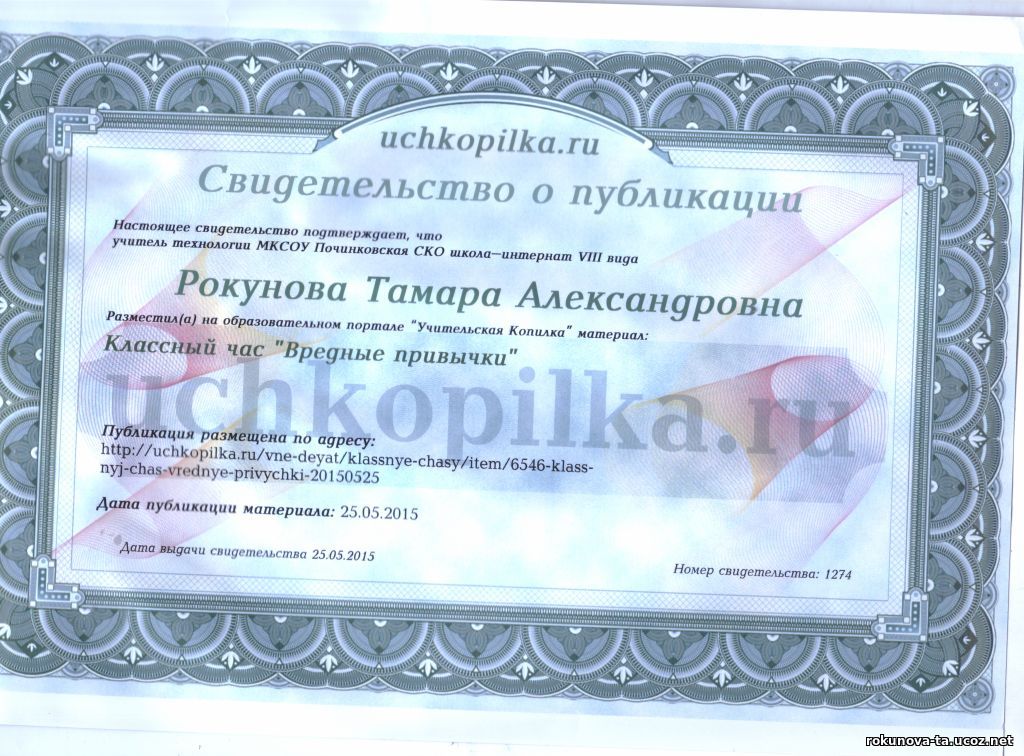 uchkopilka.ru
Свидетельство о публикации
Настоящее свидетельство подтверждает, что
учитель технологии МКСОУ Починковская СКО школа-интернат VIII вида
Рокунова Тамара Александровна
Разместил(а) на образовательном портале "Учительская Копилка" материал:
Классный час "Вредные привычки"
uchkopilka.ru
Публикация размещена по адресу:
http://uchkopilka.ru/vne-deyat/klassnye-chasy/item/6546-klass-
nyj-chas-vrednye-privychki-20150525
Дата публикации материала: 25.05.2015
Дата выдачи свидетельства 25.05.2015
Номер свидетельства: 1274
rokunova-ta.ucoz.net